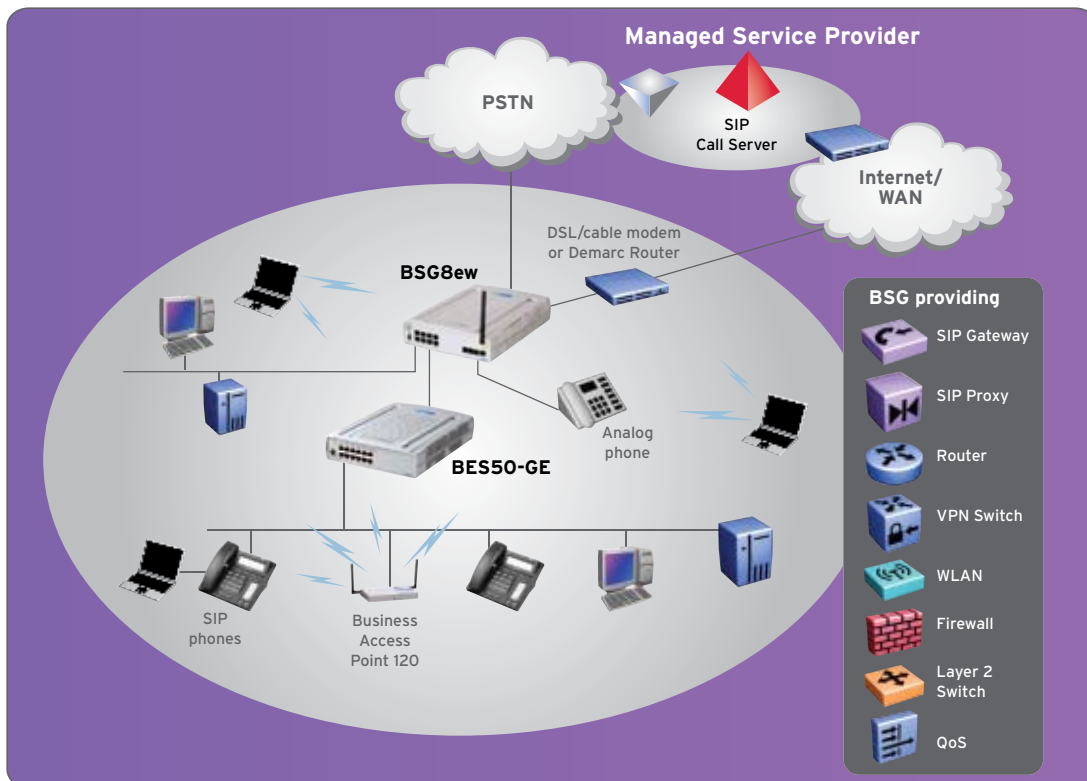 Managed Service Provider
PSTN
SIP
Call Server
Internet/
WAN
DSL/cable modem
or Demarc Router
BSG8ew
Analog
phone
BES50-GE
SIP
phones
Business
Access
Point 120
BSG providing
SIP Gateway
SIP Proxy
Router
VPN Switch
WLAN
Firewall
Layer 2
Switch
QoS